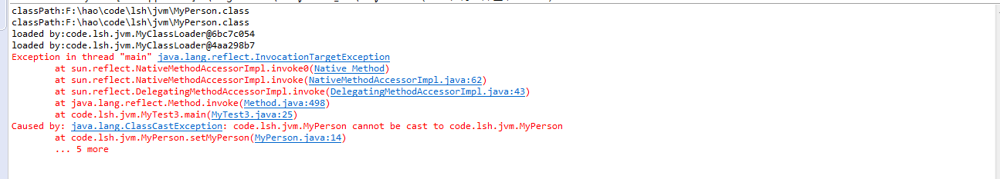 classPath:F:\hao\code\lsh\jvm\MyPerson.class
classPath:F:\hao\code\lsh\jvm\MyPerson.class
loaded by:code.lsh.jvm.MyClassLoader@6bc7c054
loaded by:code.lsh.jvm.MyClassLoader@4aa298b7
Exception in thread "main" java.lang.reflect.InvocationTargetException
	at sun.reflect.NativeMethodAccessorImpl.invoke0(Native Method)
	at sun.reflect.NativeMethodAccessorImpl.invoke(NativeMethodAccessorImpl.java:62)
	at sun.reflect.DelegatingMethodAccessorImpl.invoke(DelegatingMethodAccessorImpl.java:43)
	at java.lang.reflect.Method.invoke(Method.java:498)
	at code.lsh.jvm.MyTest3.main(MyTest3.java:25)
Caused by: java.lang.ClassCastException: code.lsh.jvm.MyPerson cannot be cast to code.lsh.jvm.MyPerson
	at code.lsh.jvm.MyPerson.setMyPerson(MyPerson.java:14)
	... 5 more